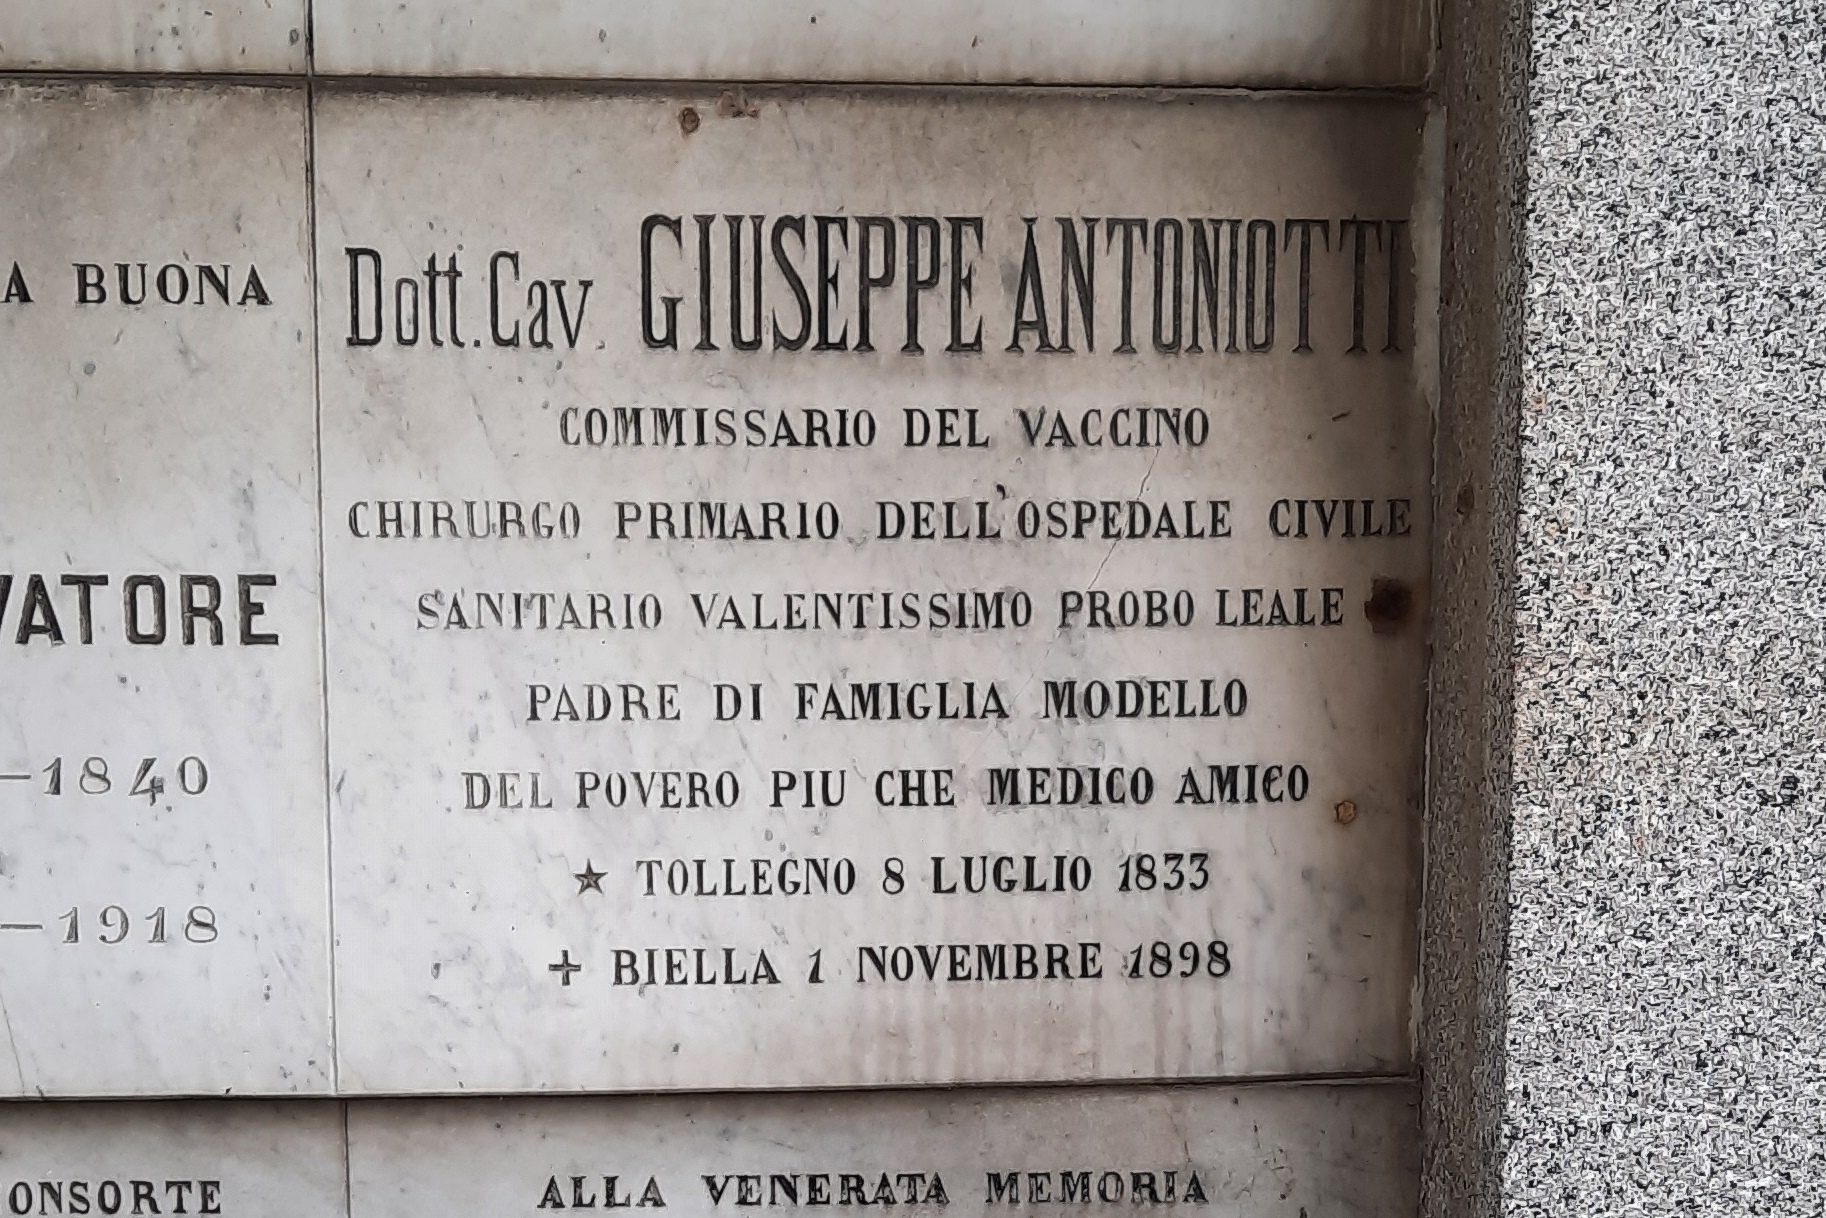 A BUONA
VATORE
–1840
–1918
ONSORTE
Dott. Cav. GIUSEPPE ANTONIOTTI
COMMISSARIO DEL VACCINO
CHIRURGO PRIMARIO DELL'OSPEDALE CIVILE
SANITARIO VALENTISSIMO PROBO LEALE
PADRE DI FAMIGLIA MODELLO
DEL POVERO PIU CHE MEDICO AMICO
★ TOLLEGNO 8 LUGLIO 1833
+ BIELLA 1 NOVEMBRE 1898
ALLA VENERATA MEMORIA